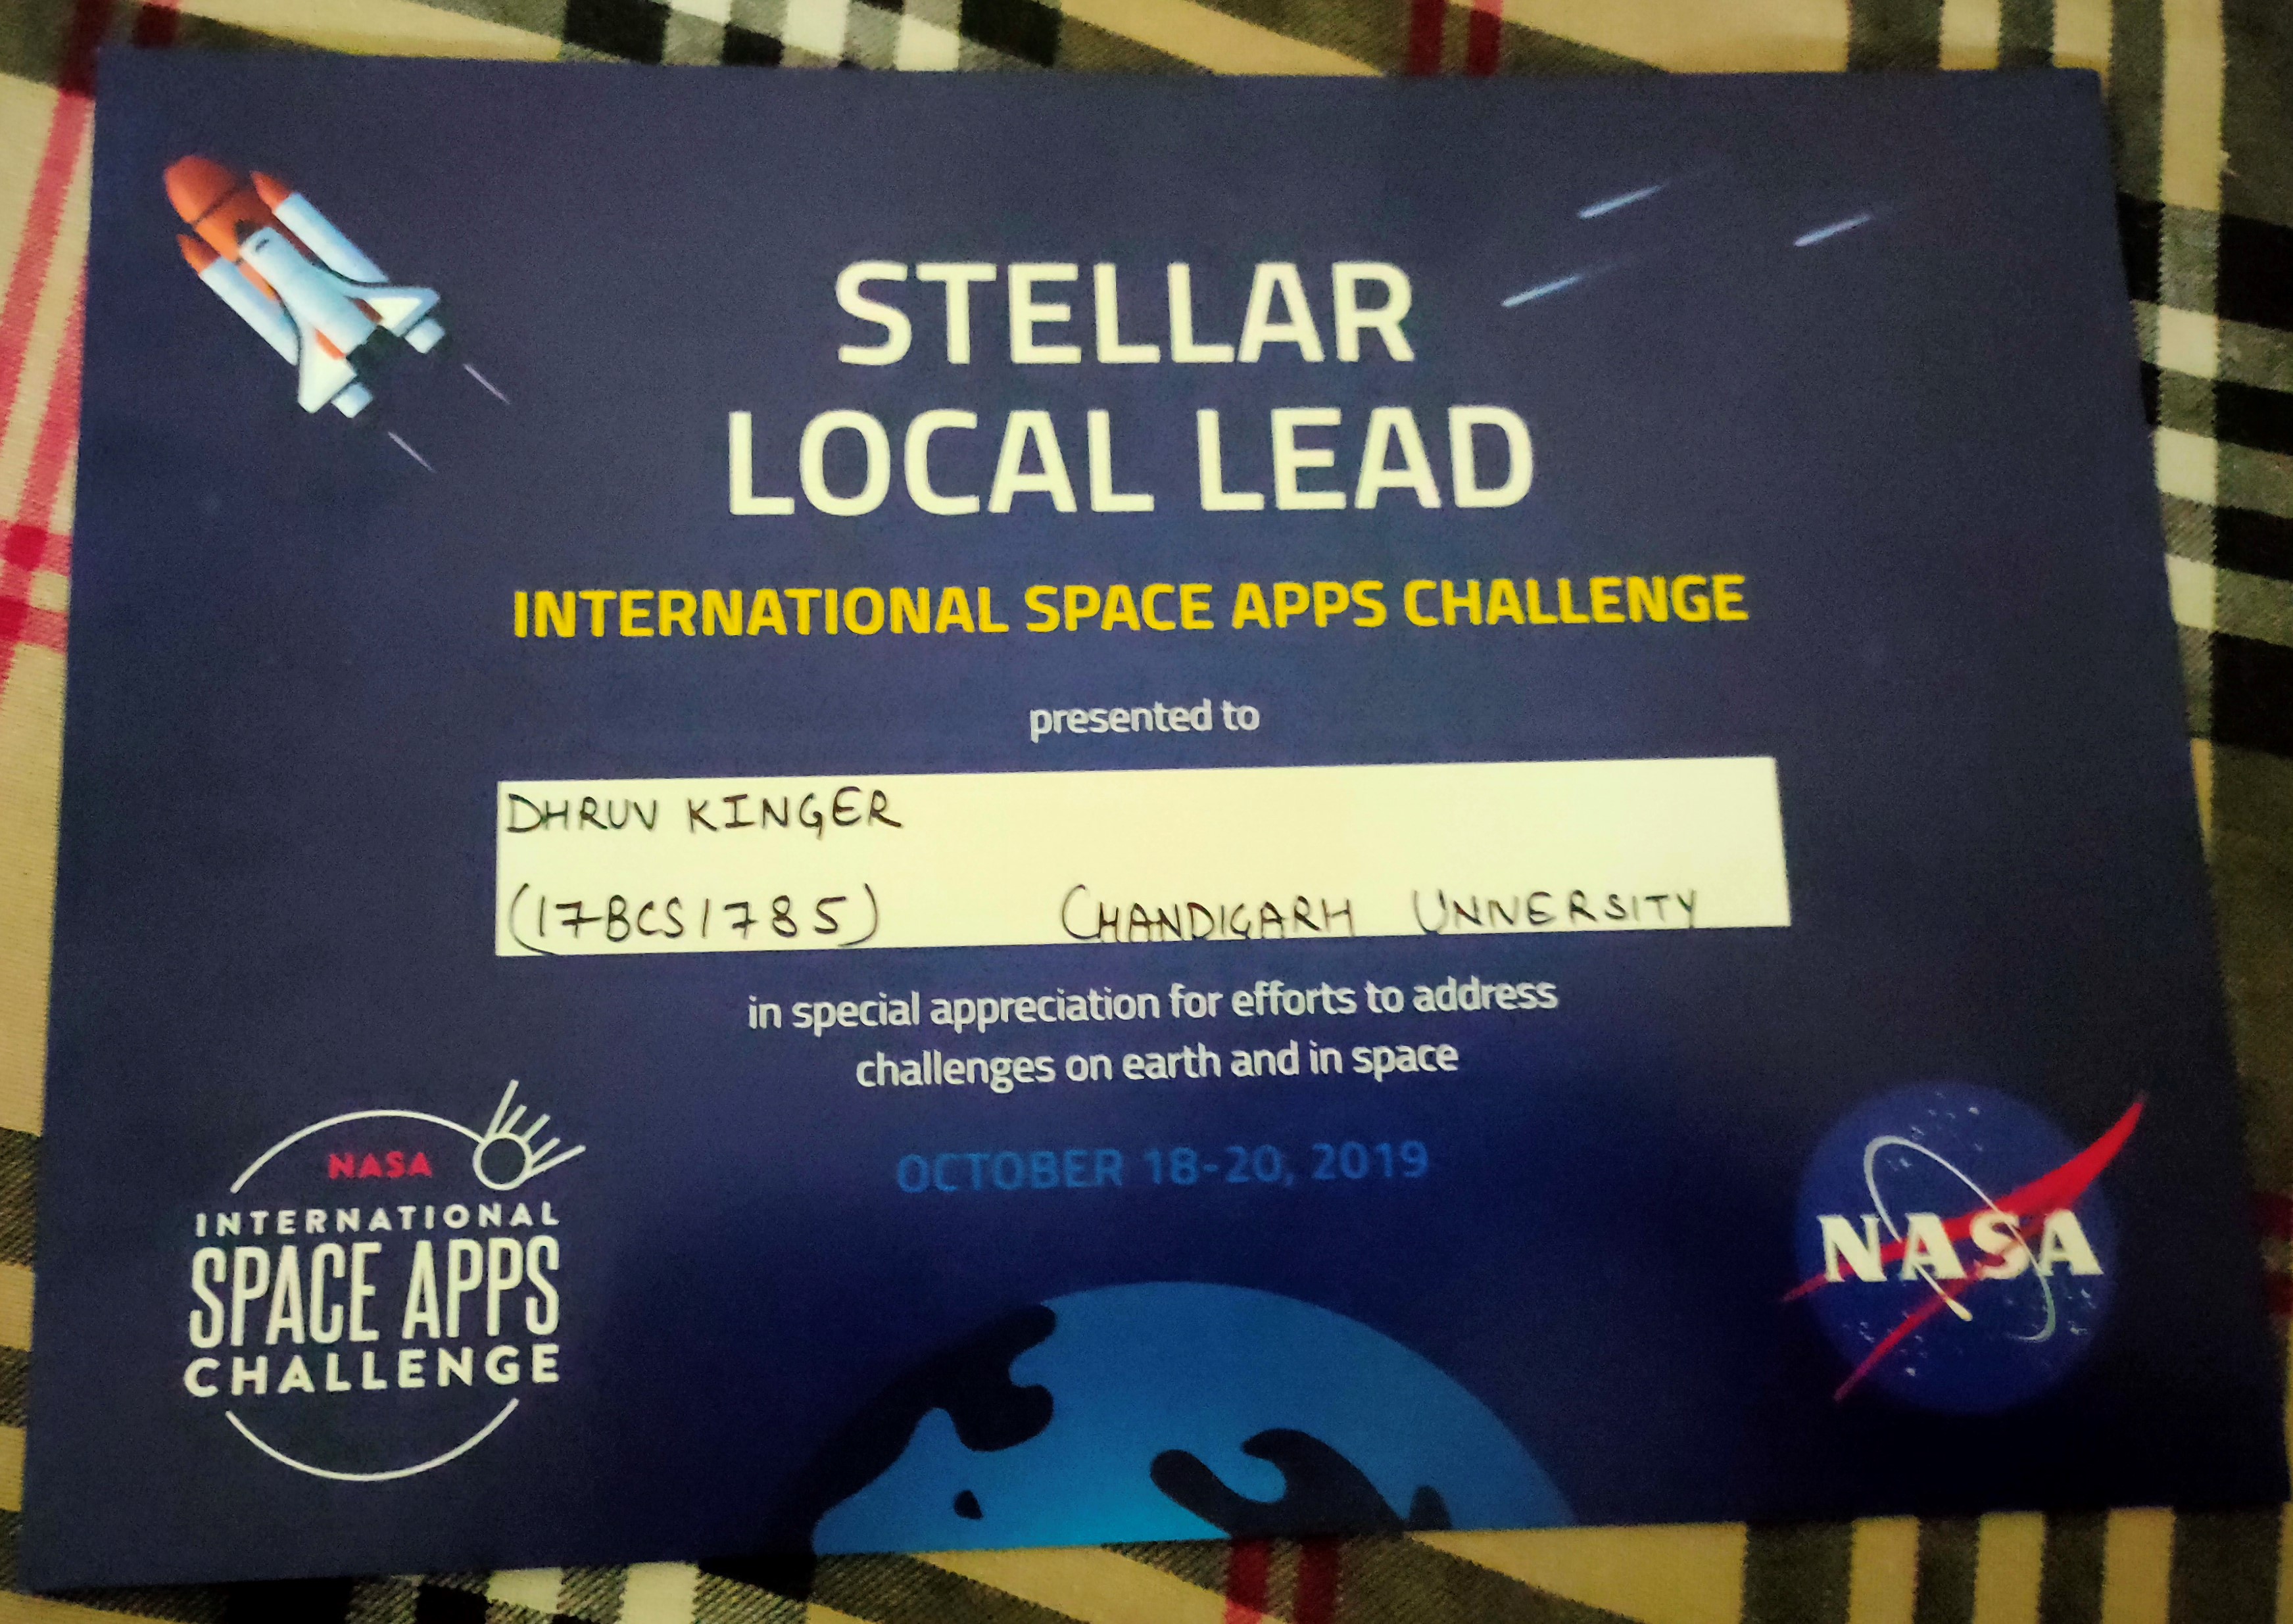 STELLAR
LOCAL LEAD
INTERNATIONAL SPACE APPS CHALLENGE
presented to
DHRUV KINGER
(17BCS1785) CHANDIGARH UNIVERSITY
in special appreciation for efforts to address
challenges on earth and in space
OCTOBER 18-20, 2019
NASA
INTERNATIONAL
SPACE APPS
CHALLENGE
NASA